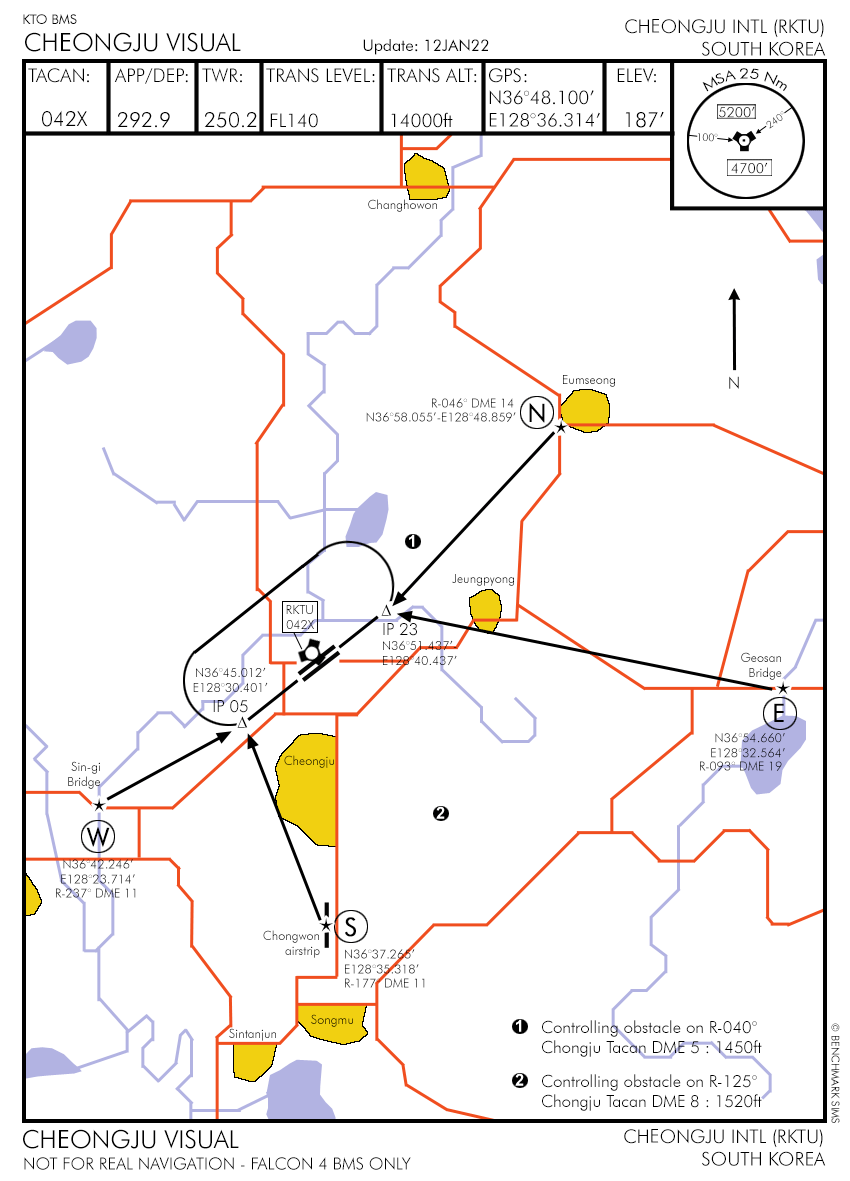 KTO BMS
CHEONGJU VISUAL
Update: 12JAN22
CHEONGJU INTL (RKTU)
SOUTH KOREA
TACAN:
042X
APP/DEP:
292.9
TWR:
250.2
TRANS LEVEL:
FL140
TRANS ALT:
14000ft
GPS:
N36°48.100'
E128°36.314'
ELEV:
187'
MSA 25 Nm
5200'
240°
100°
4700'
Changhowon
N
Eumseong
R-046° DME 14
N36°58.055'-E128°48.859'
N
1
Jeungpyong
RKTU
042X
IP 23
N36°51.437'
E128°40.437'
Geosan
Bridge
N36°45.012'
E128°30.401'
IP 05
E
N36°54.660'
E128°32.564'
R-093° DME 19
Sin-gi
Bridge
Cheongju
2
W
N36°42.246'
E128°23.714'
R-237° DME 11
S
Chongwon
airstrip
N36°37.265'
E128°35.318'
R-177° DME 11
Songmu
Sintanjun
1 Controlling obstacle on R-040°
Chongju Tacan DME 5 : 1450ft
2 Controlling obstacle on R-125°
Chongju Tacan DME 8 : 1520ft
© BENCHMARK SIMS
CHEONGJU VISUAL
NOT FOR REAL NAVIGATION - FALCON 4 BMS ONLY
CHEONGJU INTL (RKTU)
SOUTH KOREA